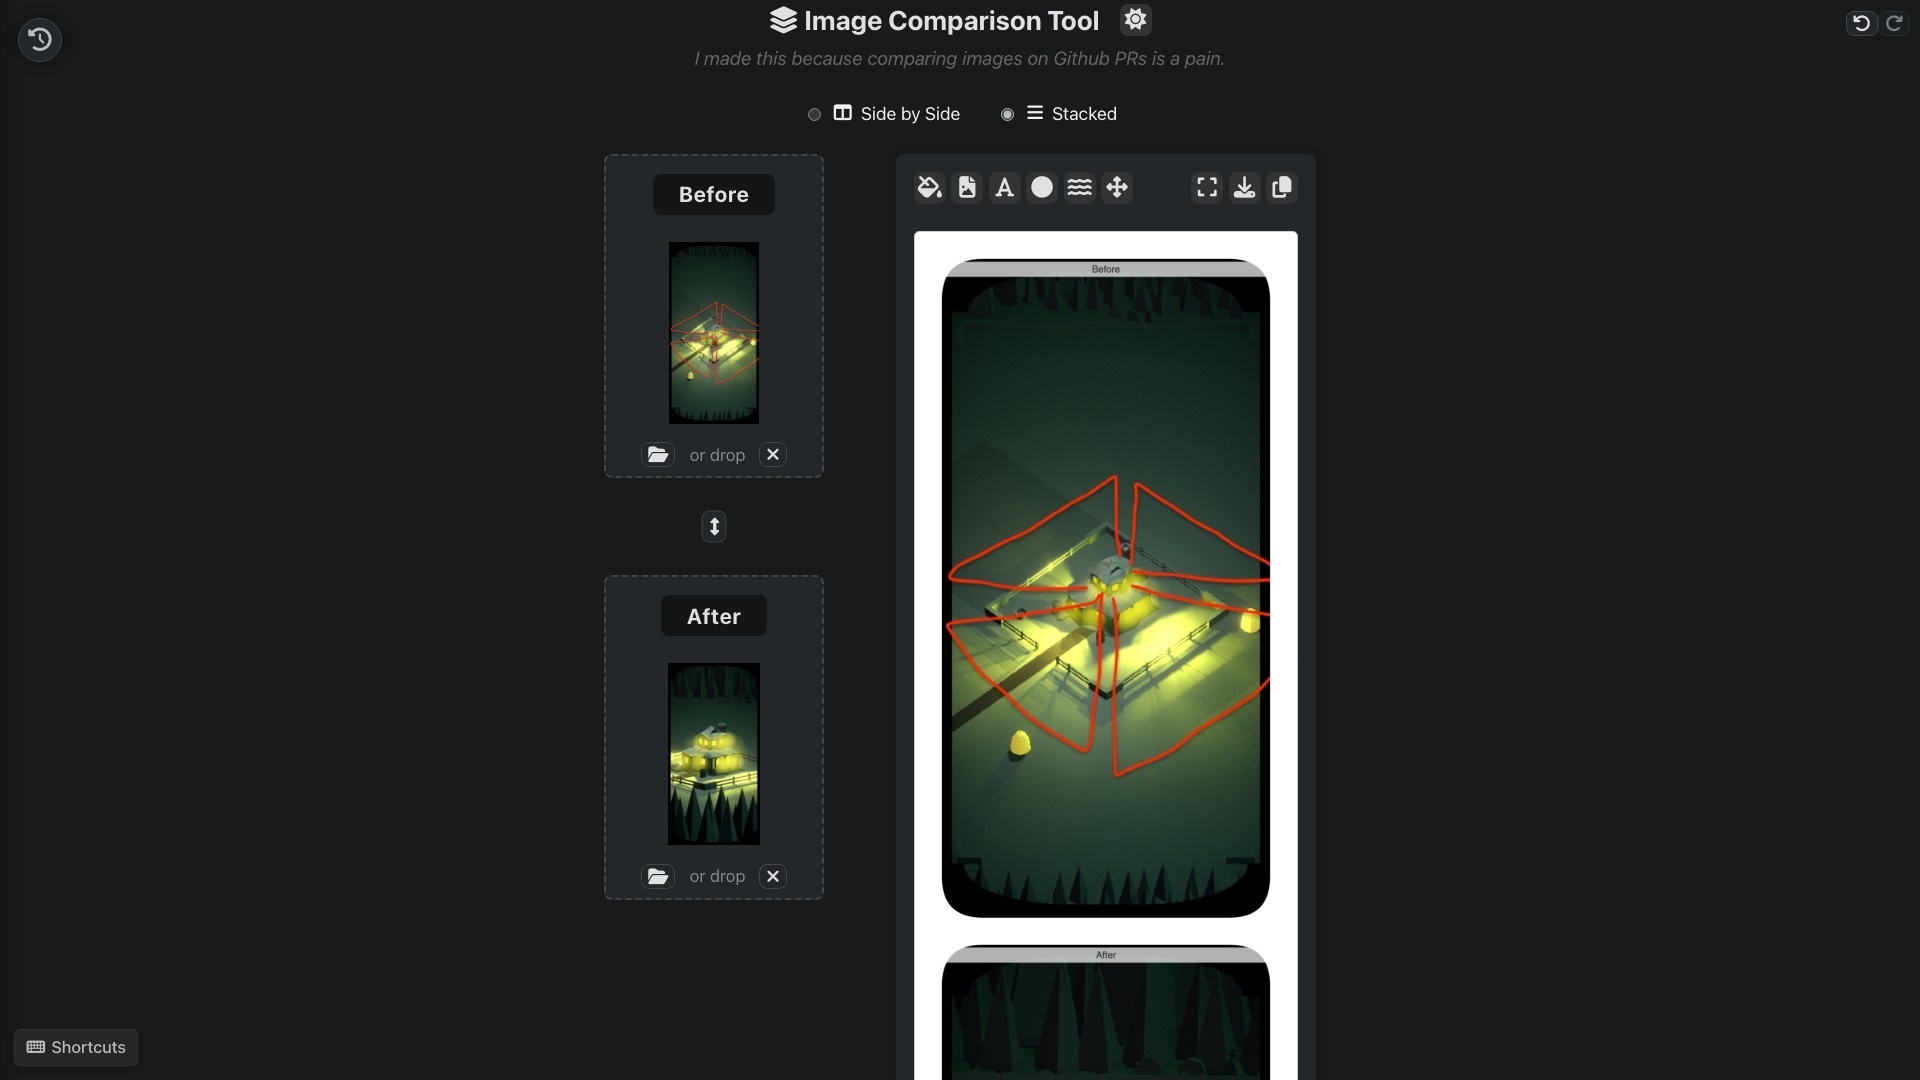 Image Comparison Tool
I made this because comparing images on Github PRs is a pain.
Side by Side
Stacked
Before
or drop
After
or drop
Before
After
Shortcuts